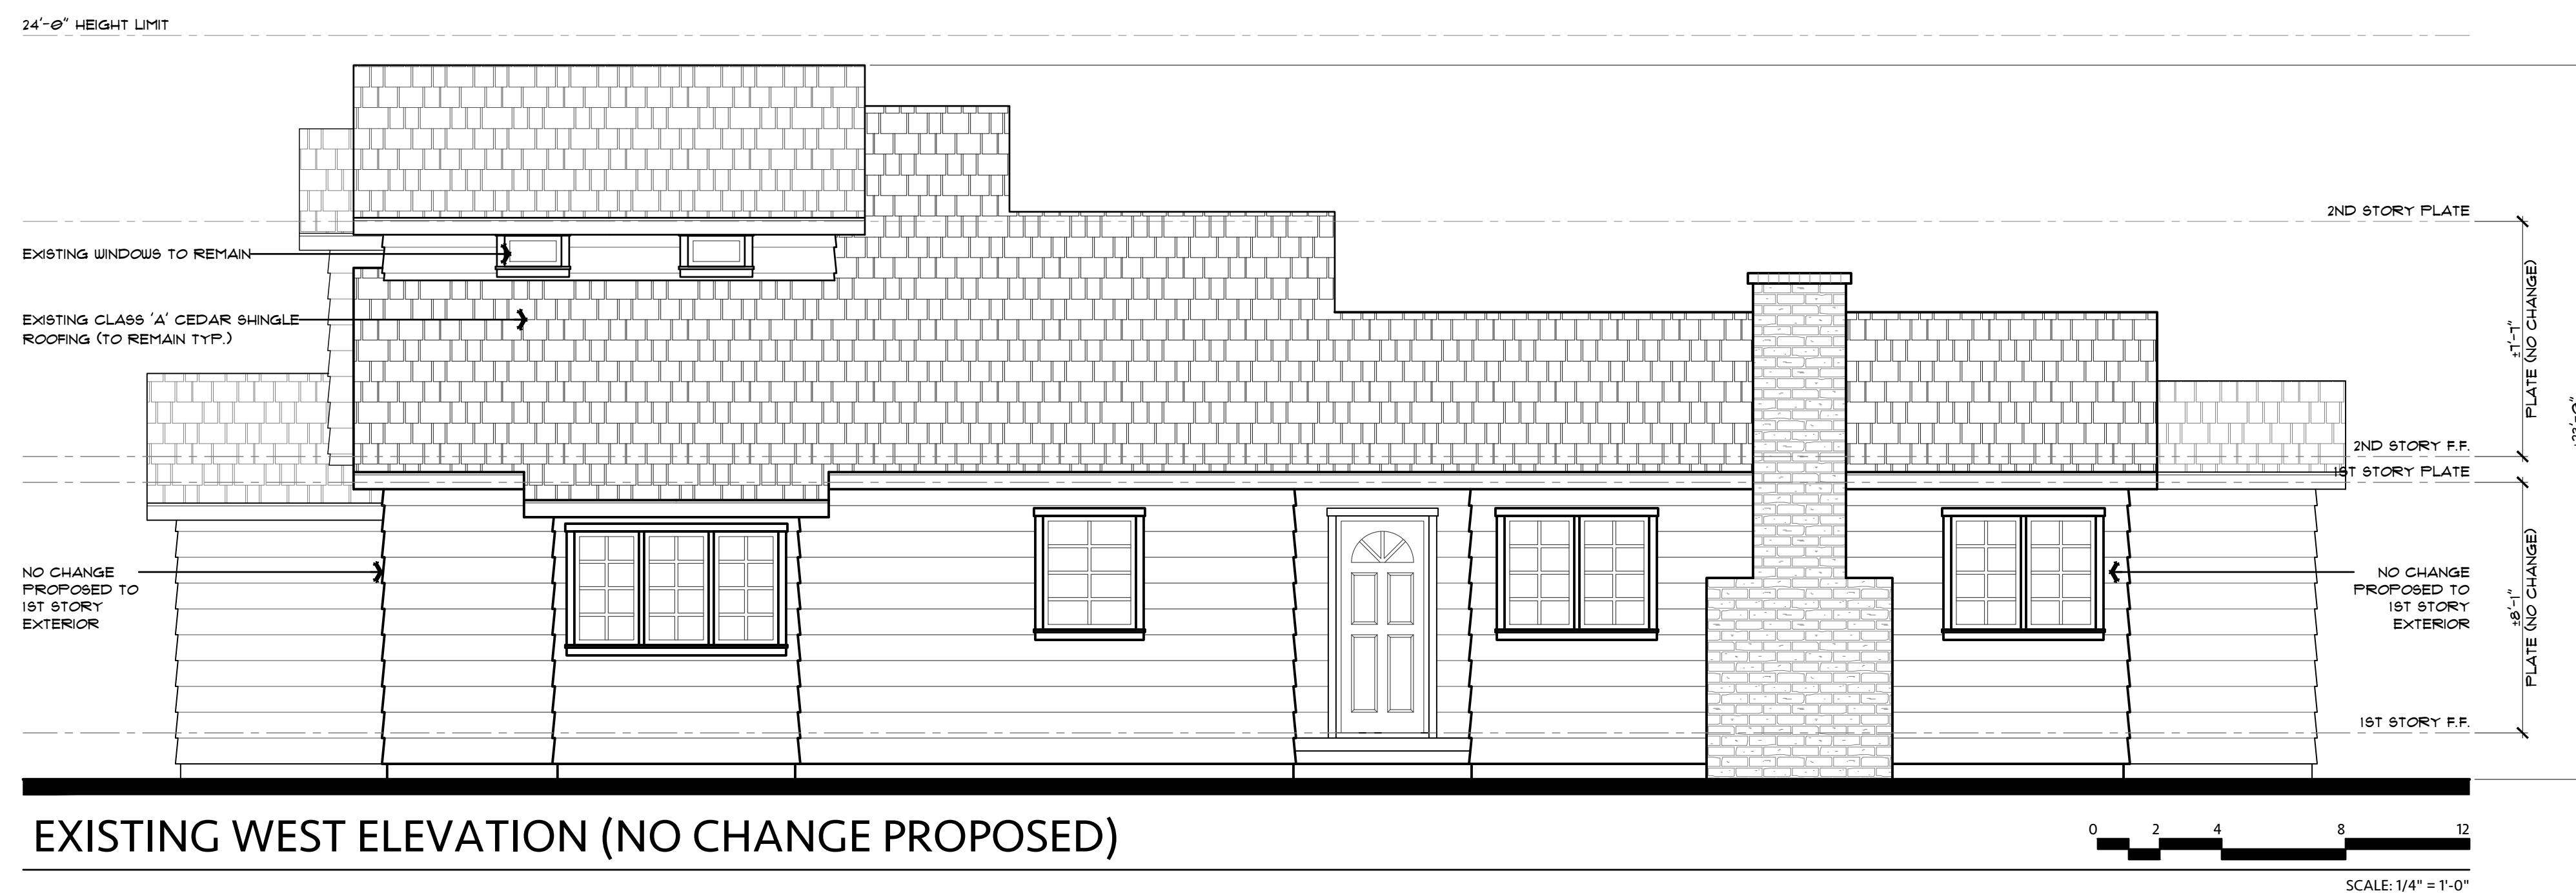 24'-0" HEIGHT LIMIT
2ND STORY PLATE
EXISTING WINDOWS TO REMAIN
EXISTING CLASS 'A' CEDAR SHINGLE
ROOFING (TO REMAIN TYP.)
±7'-7"
PLATE (NO CHANGE)
2ND STORY F.F.
1ST STORY PLATE
NO CHANGE
PROPOSED TO
1ST STORY
EXTERIOR
NO CHANGE
PROPOSED TO
1ST STORY
EXTERIOR
±8'-1"
PLATE (NO CHANGE)
1ST STORY F.F.
EXISTING WEST ELEVATION (NO CHANGE PROPOSED)
0 2 4 8 12
SCALE: 1/4" = 1'-0"